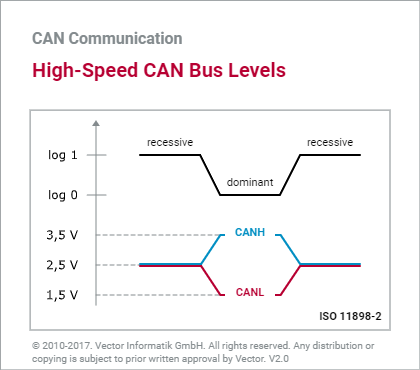 CAN Communication
High-Speed CAN Bus Levels
recessive
recessive
log 1
dominant
log 0
3,5 V
CANH
2,5 V
1,5 V
CANL
ISO 11898-2
© 2010-2017. Vector Informatik GmbH. All rights reserved. Any distribution or
copying is subject to prior written approval by Vector. V2.0